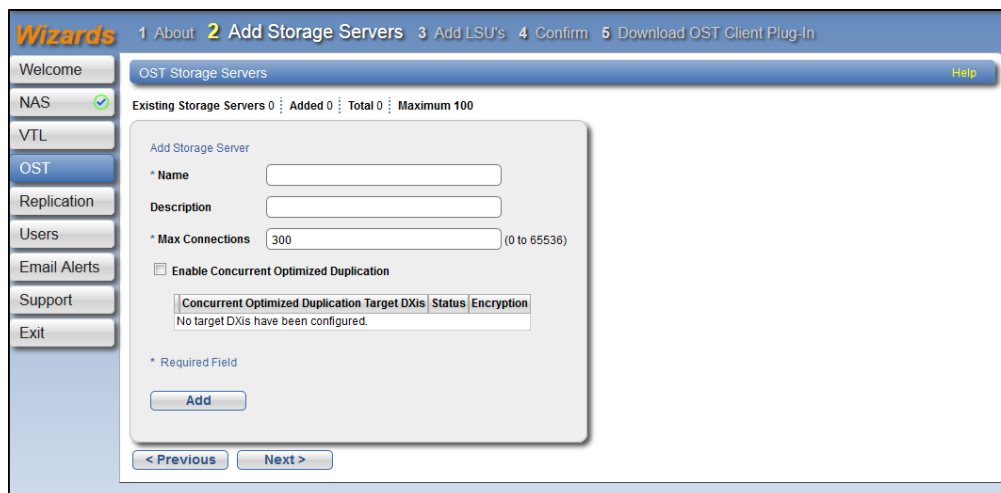 Wizards
1 About 2 Add Storage Servers 3 Add LSU's 4 Confirm 5 Download OST Client Plug-In
Welcome
NAS
VTL
OST
Replication
Users
Email Alerts
Support
Exit
OST Storage Servers
Help
Existing Storage Servers 0 Added 0 Total 0 Maximum 100
Add Storage Server
* Name
Description
* Max Connections 300 (0 to 65536)
Enable Concurrent Optimized Duplication
Concurrent Optimized Duplication Target DXis Status Encryption
No target DXis have been configured.
* Required Field
Add
< Previous Next >